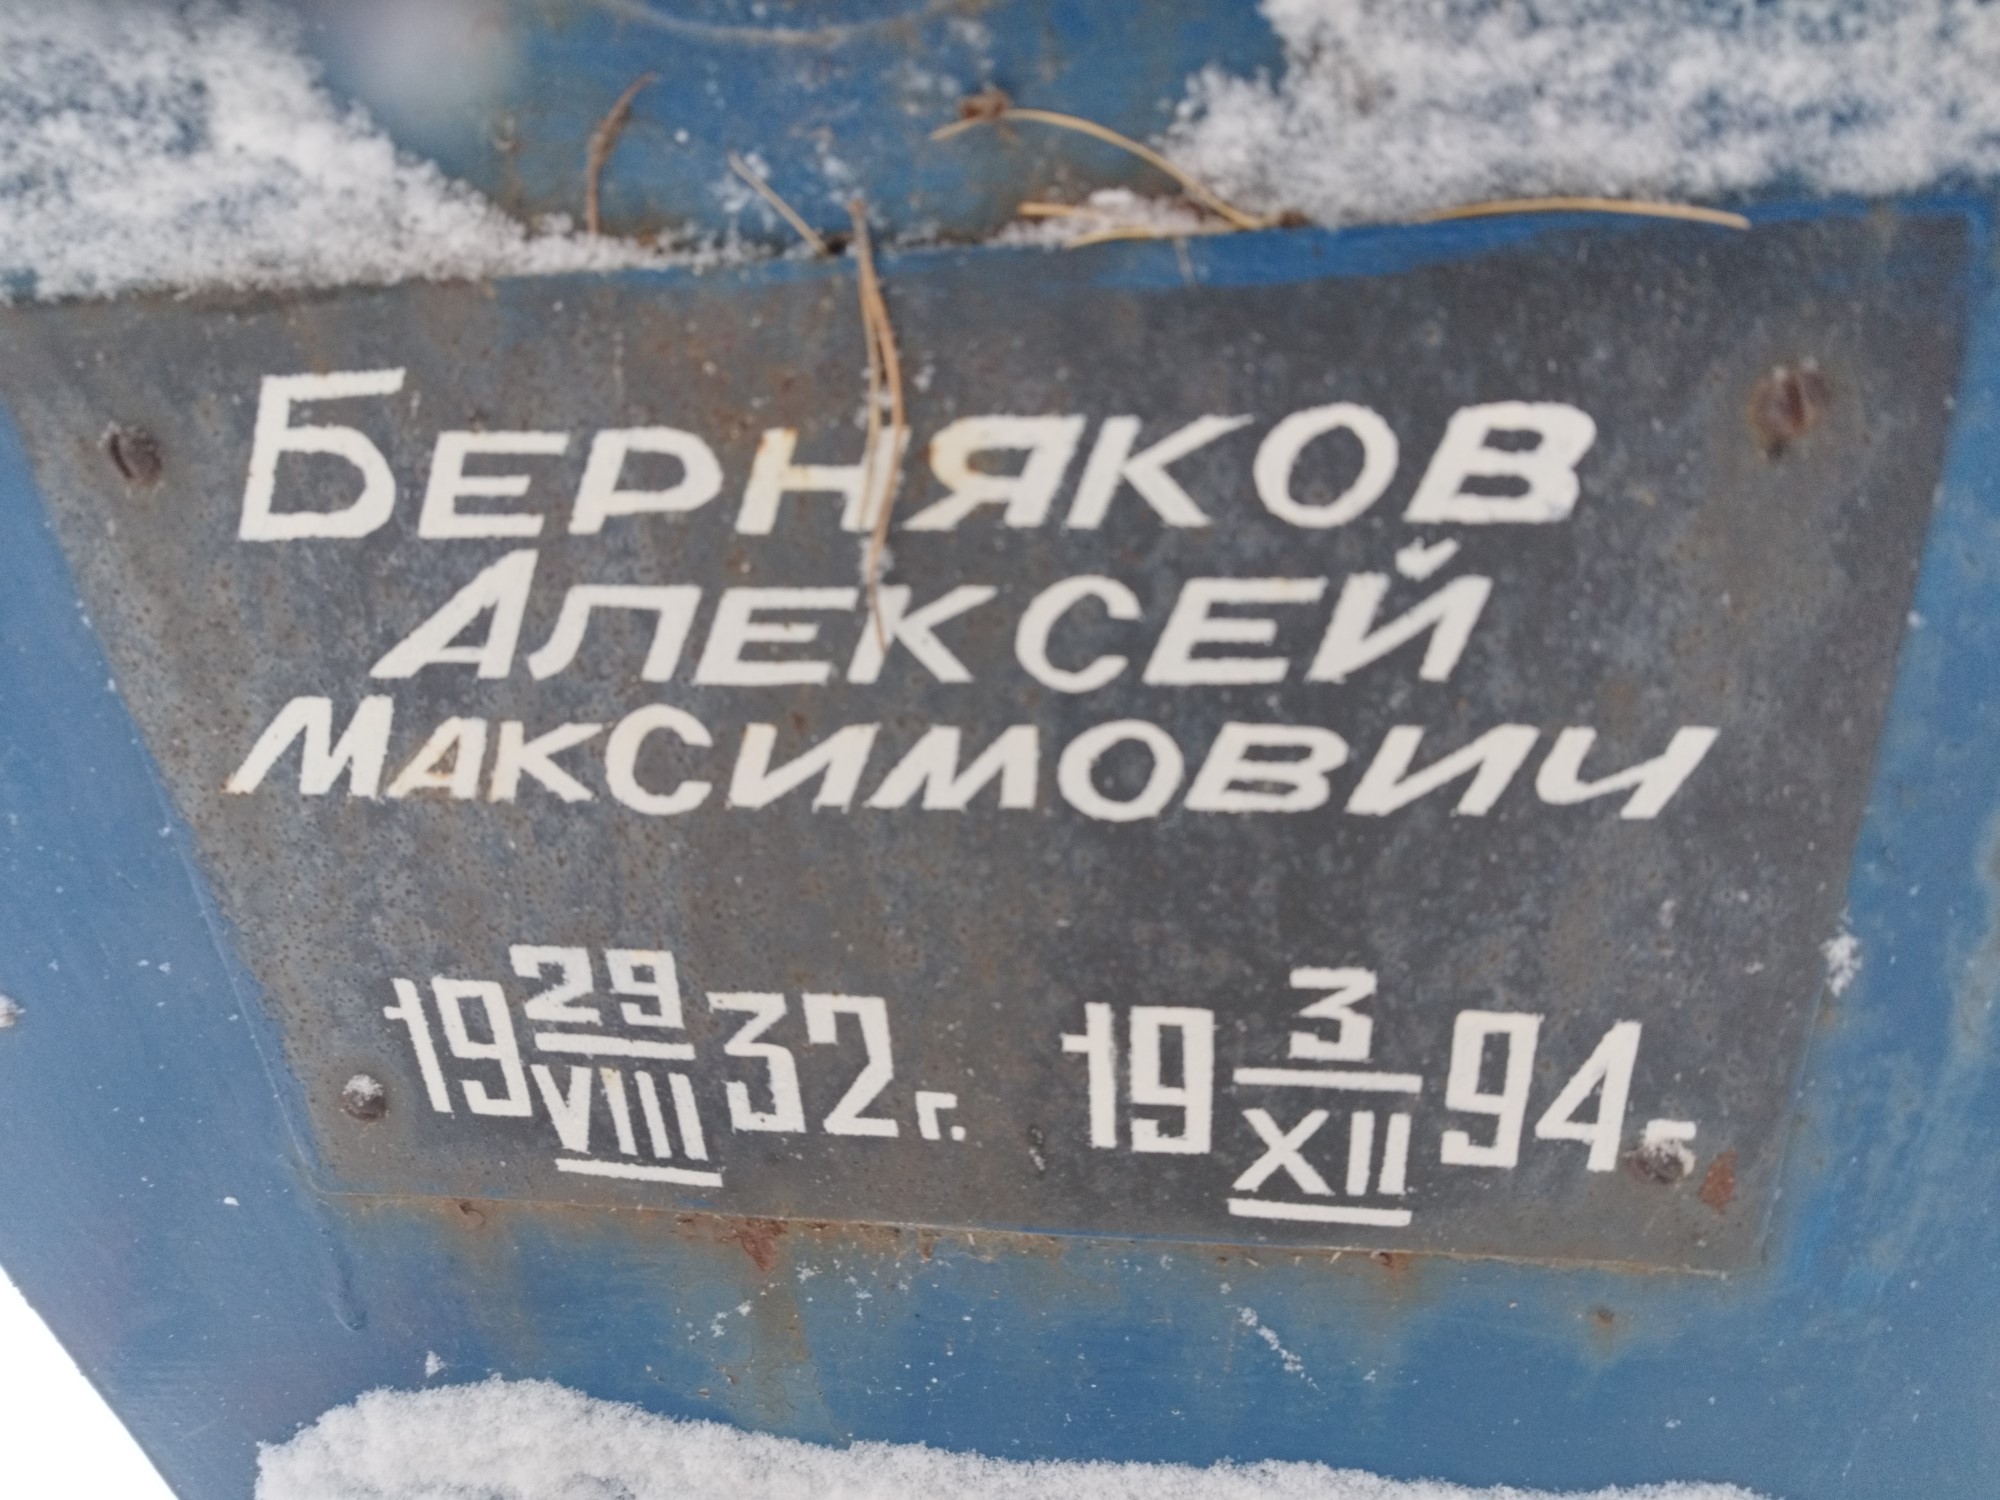 Берняков
Алексей
Максимович
19 29/VIII 32 г. 19 3/XII 94 г